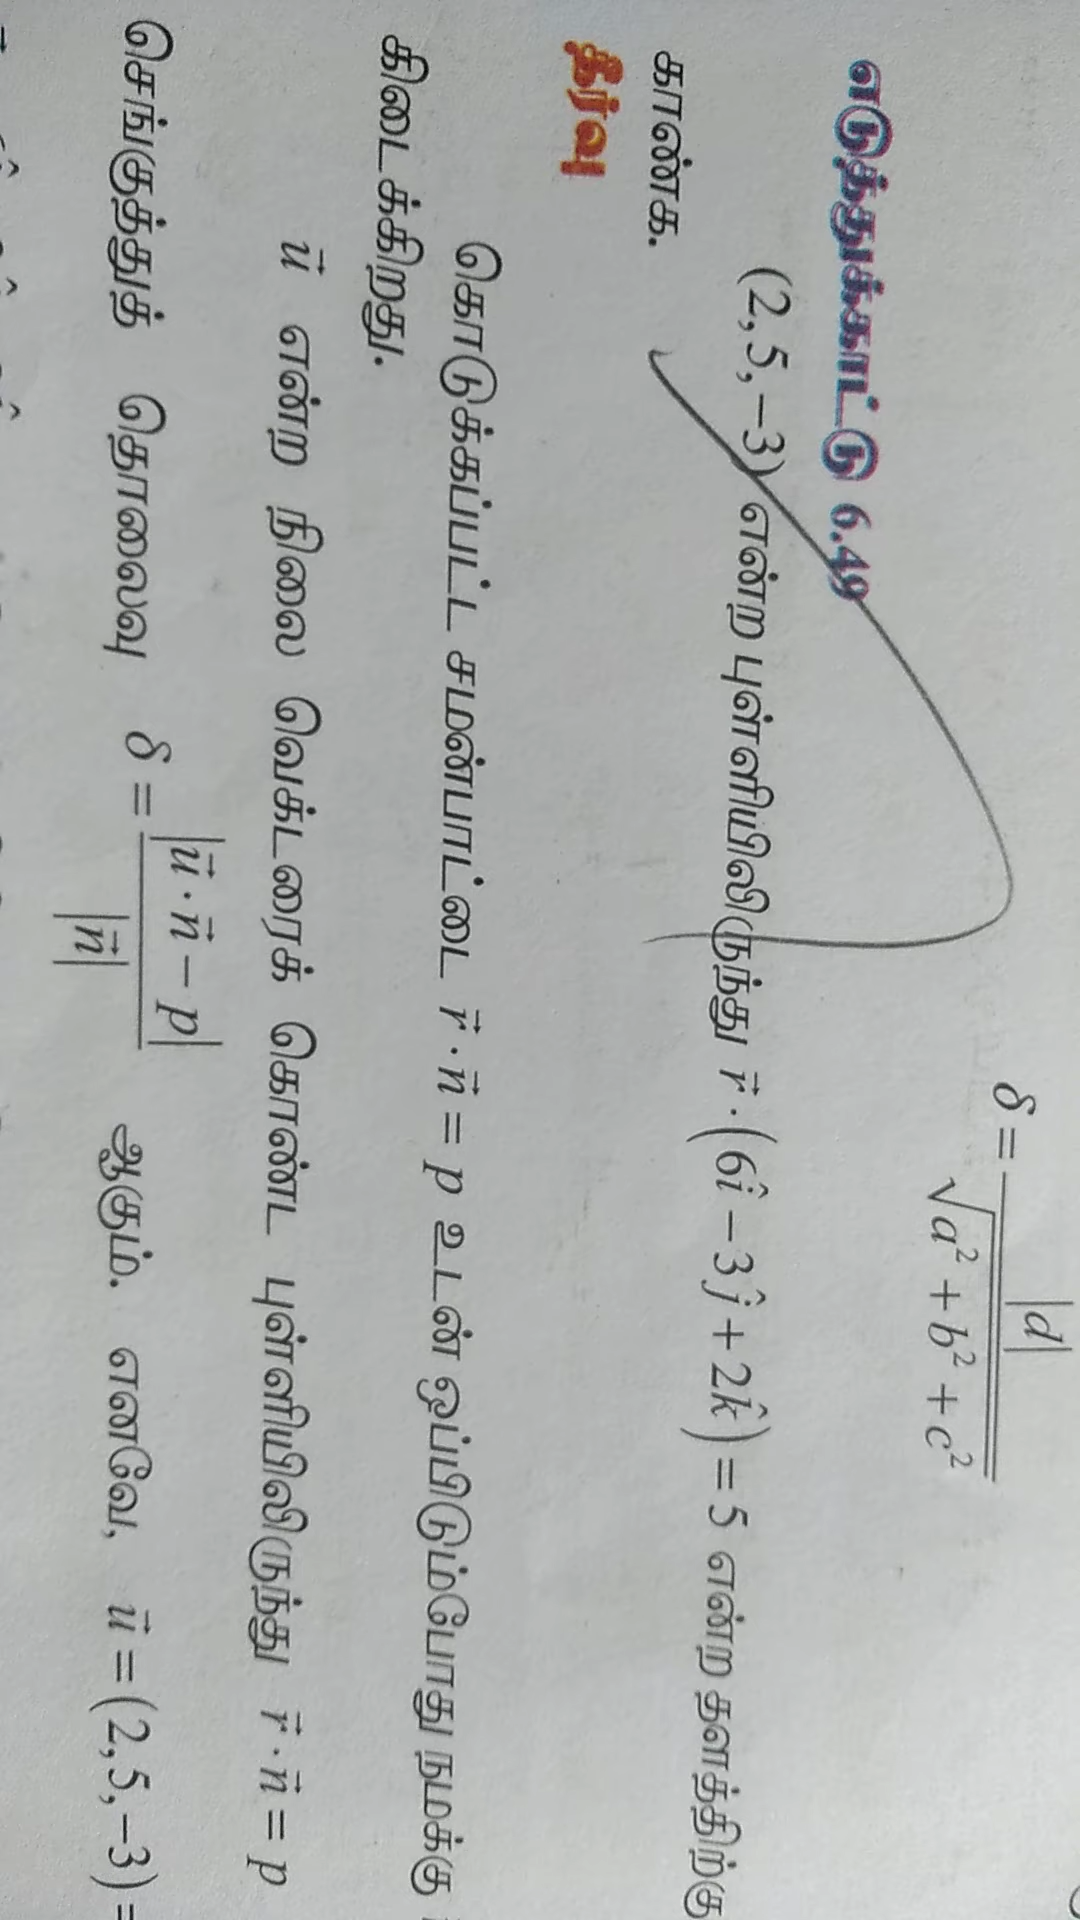 δ = |d| / √(a² + b² + c²)
எடுத்துக்காட்டு 6.49
(2, 5, −3) என்ற புள்ளியிலிருந்து r⃗ · (6î − 3ĵ + 2k̂) = 5 என்ற தளத்திற்கு
காண்க.
தீர்வு
கொடுக்கப்பட்ட சமன்பாட்டை r⃗ · n⃗ = p உடன் ஒப்பிடும்போது நமக்கு
கிடைக்கிறது.
u⃗ என்ற நிலை வெக்டரைக் கொண்ட புள்ளியிலிருந்து r⃗ · n⃗ = p
செங்குத்துத் தொலைவு δ = |u⃗ · n⃗ − p| / |n⃗| ஆகும். எனவே, u⃗ = (2, 5, −3) =